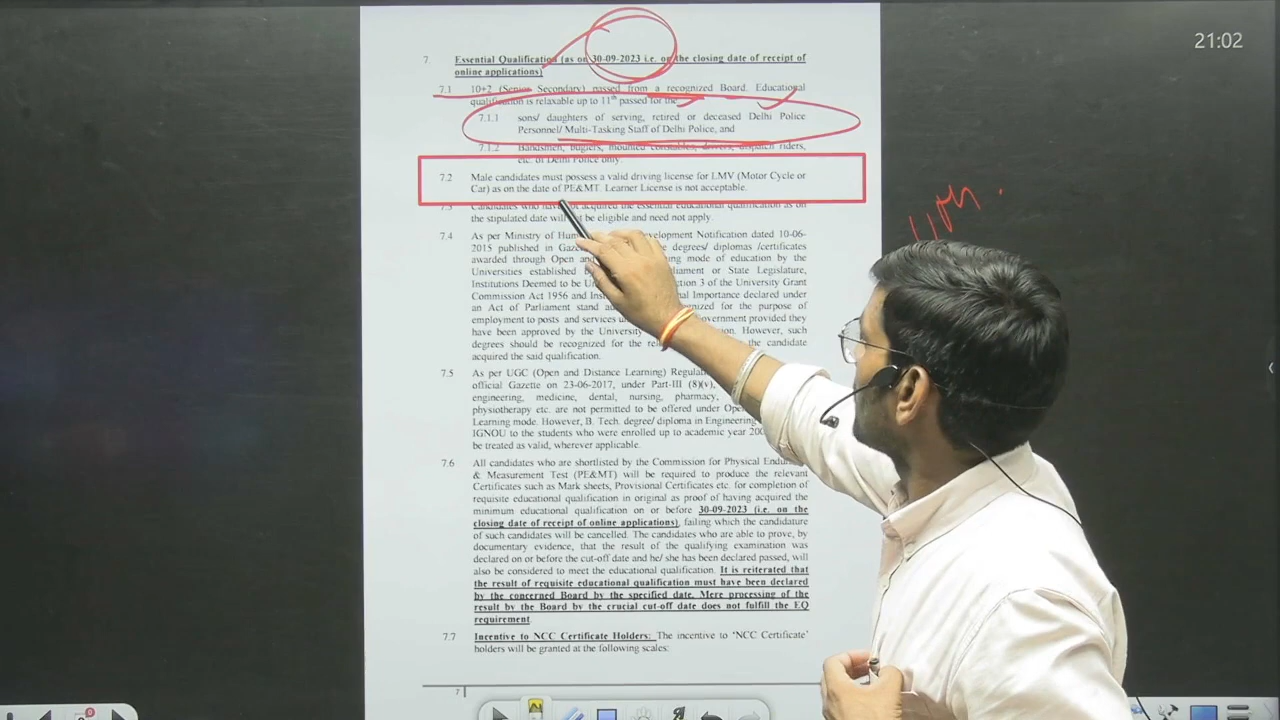 21:02
7. Essential Qualification (as on 30-09-2023 i.e. on the closing date of receipt of
online applications)
7.1 10+2 (Senior Secondary) passed from a recognized Board. Educational
qualification is relaxable up to 11th passed for the
7.1.1 sons/ daughters of serving, retired or deceased Delhi Police
Personnel/ Multi-Tasking Staff of Delhi Police, and
7.1.2 Bandsmen, buglers, mounted constables, drivers, dispatch riders,
etc. of Delhi Police only.
7.2 Male candidates must possess a valid driving license for LMV (Motor Cycle or
Car) as on the date of PE&MT. Learner License is not acceptable.
7.3 Candidates who have not acquired the essential educational qualification as on
the stipulated date will not be eligible and need not apply.
7.4 As per Ministry of Development Notification dated 10-06-
2015 published in degrees/ diplomas /certificates
awarded through Open and mode of education by the
Universities established or State Legislature,
Institutions Deemed to be 3 of the University Grant
Commission Act 1956 and Importance declared under
an Act of Parliament stand for the purpose of
employment to posts and services Government provided they
have been approved by the However, such
degrees should be recognized for the the candidate
acquired the said qualification.
7.5 As per UGC (Open and Distance Learning)
official Gazette on 23-06-2017, under Part-III (8)(v),
engineering, medicine, dental, nursing, pharmacy,
physiotherapy etc. are not permitted to be offered under
Learning mode. However, B. Tech. degree/ diploma in Engineering
IGNOU to the students who were enrolled up to academic year
be treated as valid, wherever applicable.
7.6 All candidates who are shortlisted by the Commission for Physical
& Measurement Test (PE&MT) will be required to produce the relevant
Certificates such as Mark sheets, Provisional Certificates etc. for completion of
requisite educational qualification in original as proof of having acquired the
minimum educational qualification on or before 30-09-2023 (i.e. on the
closing date of receipt of online applications), failing which the candidature
of such candidates will be cancelled. The candidates who are able to prove, by
documentary evidence, that the result of the qualifying examination was
declared on or before the cut-off date and he/ she has been declared passed, will
also be considered to meet the educational qualification. It is reiterated that
the result of requisite educational qualification must have been declared
by the concerned Board by the specified date. Mere processing of the
result by the Board by the crucial cut-off date does not fulfill the EQ
requirement.
7.7 Incentive to NCC Certificate Holders: The incentive to 'NCC Certificate'
holders will be granted at the following scales:
7